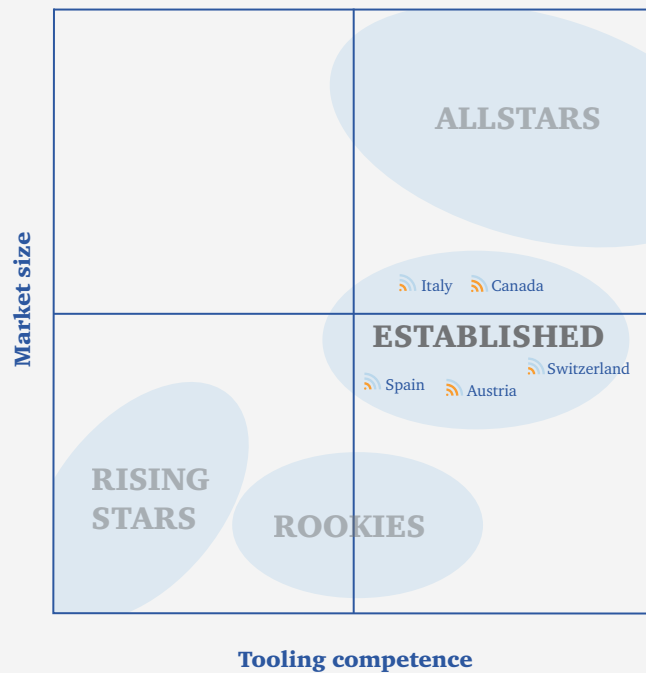 ALLSTARS
Market size
Italy
Canada
ESTABLISHED
Switzerland
Spain
Austria
RISING
STARS
ROOKIES
Tooling competence